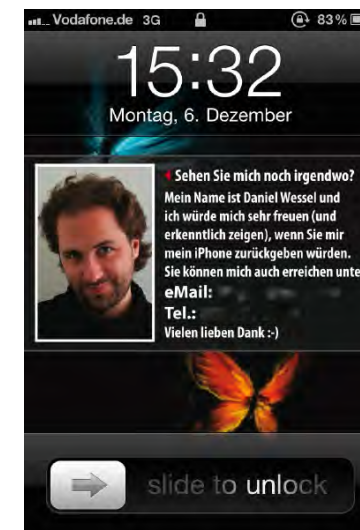 Vodafone.de 3G 83%
15:32
Montag, 6. Dezember
Sehen Sie mich noch irgendwo?
Mein Name ist Daniel Wessel und
ich würde mich sehr freuen (und
erkenntlich zeigen), wenn Sie mir
mein iPhone zurückgeben würden.
Sie können mich auch erreichen unte
eMail:
Tel.:
Vielen lieben Dank :-)
slide to unlock